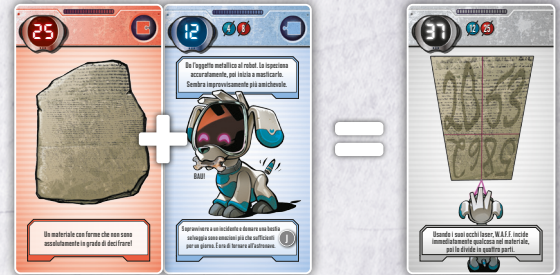 25
Un materiale con forme che non sono
assolutamente in grado di decifrare!
+
12
4 8
Do l'oggetto metallico al robot. Lo ispeziona
accuratamente, poi inizia a masticarlo.
Sembra improvvisamente più amichevole.
BAU!
Sopravvivere a un incidente e domare una bestia
selvaggia sono emozioni più che sufficienti
per un giorno. È ora di tornare all'astronave.
J
=
37
12 25
Usando i suoi occhi laser, W.A.F.F. incide
immediatamente qualcosa nel materiale,
poi lo divide in quattro parti.